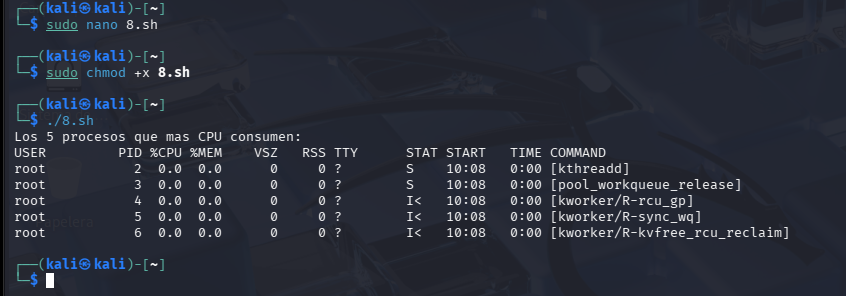 ┌──(kali㉿kali)-[~]
└─$ sudo nano 8.sh
┌──(kali㉿kali)-[~]
└─$ sudo chmod +x 8.sh
┌──(kali㉿kali)-[~]
└─$ ./8.sh
Los 5 procesos que mas CPU consumen:
USER         PID %CPU %MEM    VSZ   RSS TTY      STAT START   TIME COMMAND
root           2  0.0  0.0      0     0 ?        S    10:08   0:00 [kthreadd]
root           3  0.0  0.0      0     0 ?        S    10:08   0:00 [pool_workqueue_release]
root           4  0.0  0.0      0     0 ?        I<   10:08   0:00 [kworker/R-rcu_gp]
root           5  0.0  0.0      0     0 ?        I<   10:08   0:00 [kworker/R-sync_wq]
root           6  0.0  0.0      0     0 ?        I<   10:08   0:00 [kworker/R-kvfree_rcu_reclaim]
┌──(kali㉿kali)-[~]
└─$